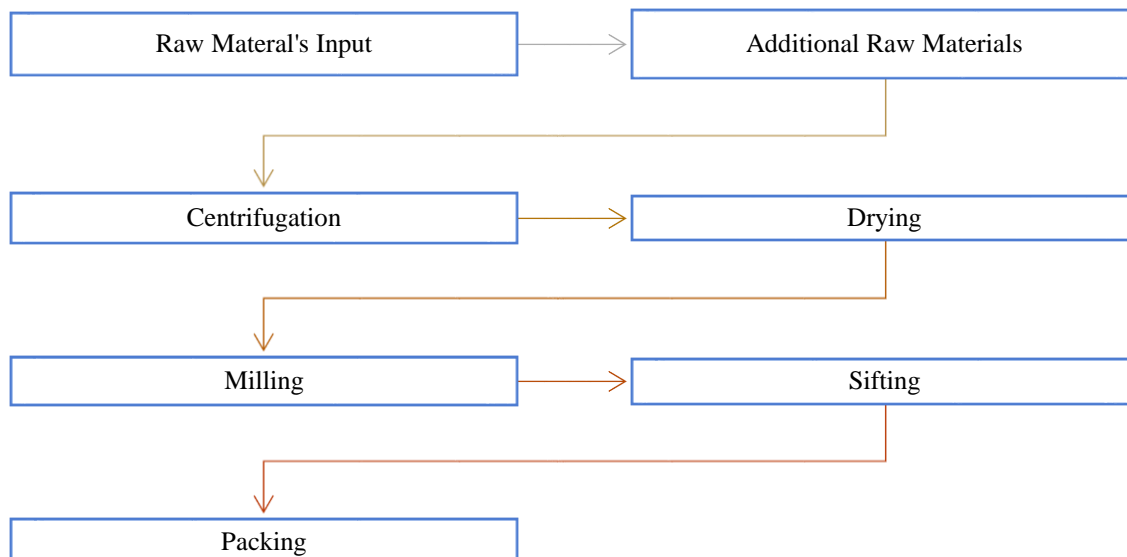 Raw Materal's Input
Additional Raw Materials
Centrifugation
Drying
Milling
Sifting
Packing